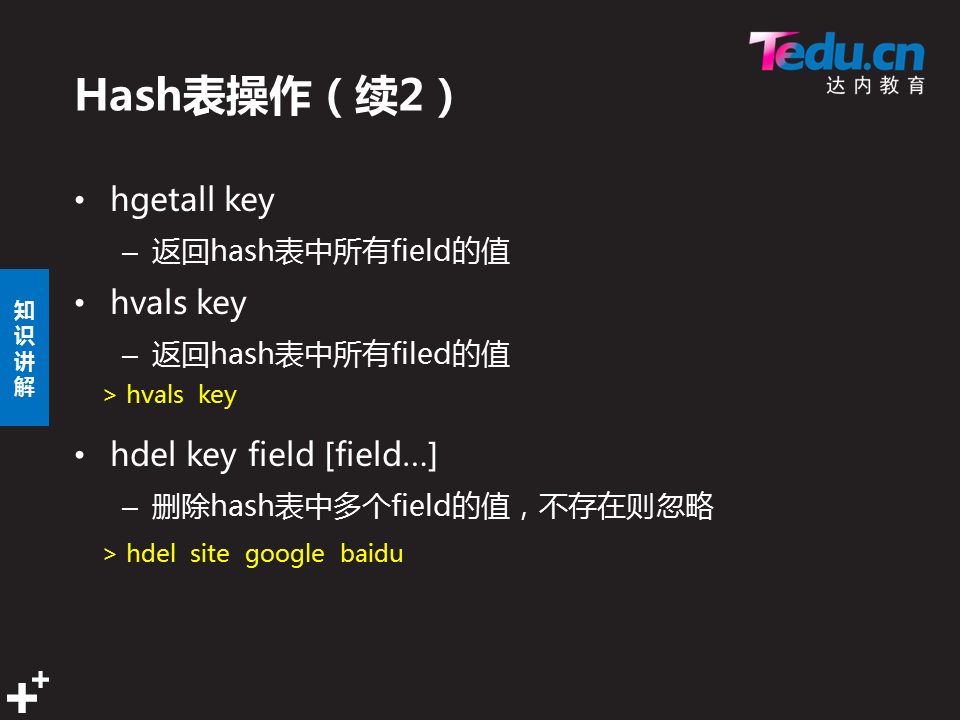 Tedu.cn
达内教育
Hash表操作（续2）
• hgetall key
– 返回hash表中所有field的值
• hvals key
– 返回hash表中所有filed的值
> hvals key
• hdel key field [field…]
– 删除hash表中多个field的值，不存在则忽略
> hdel site google baidu
知
识
讲
解